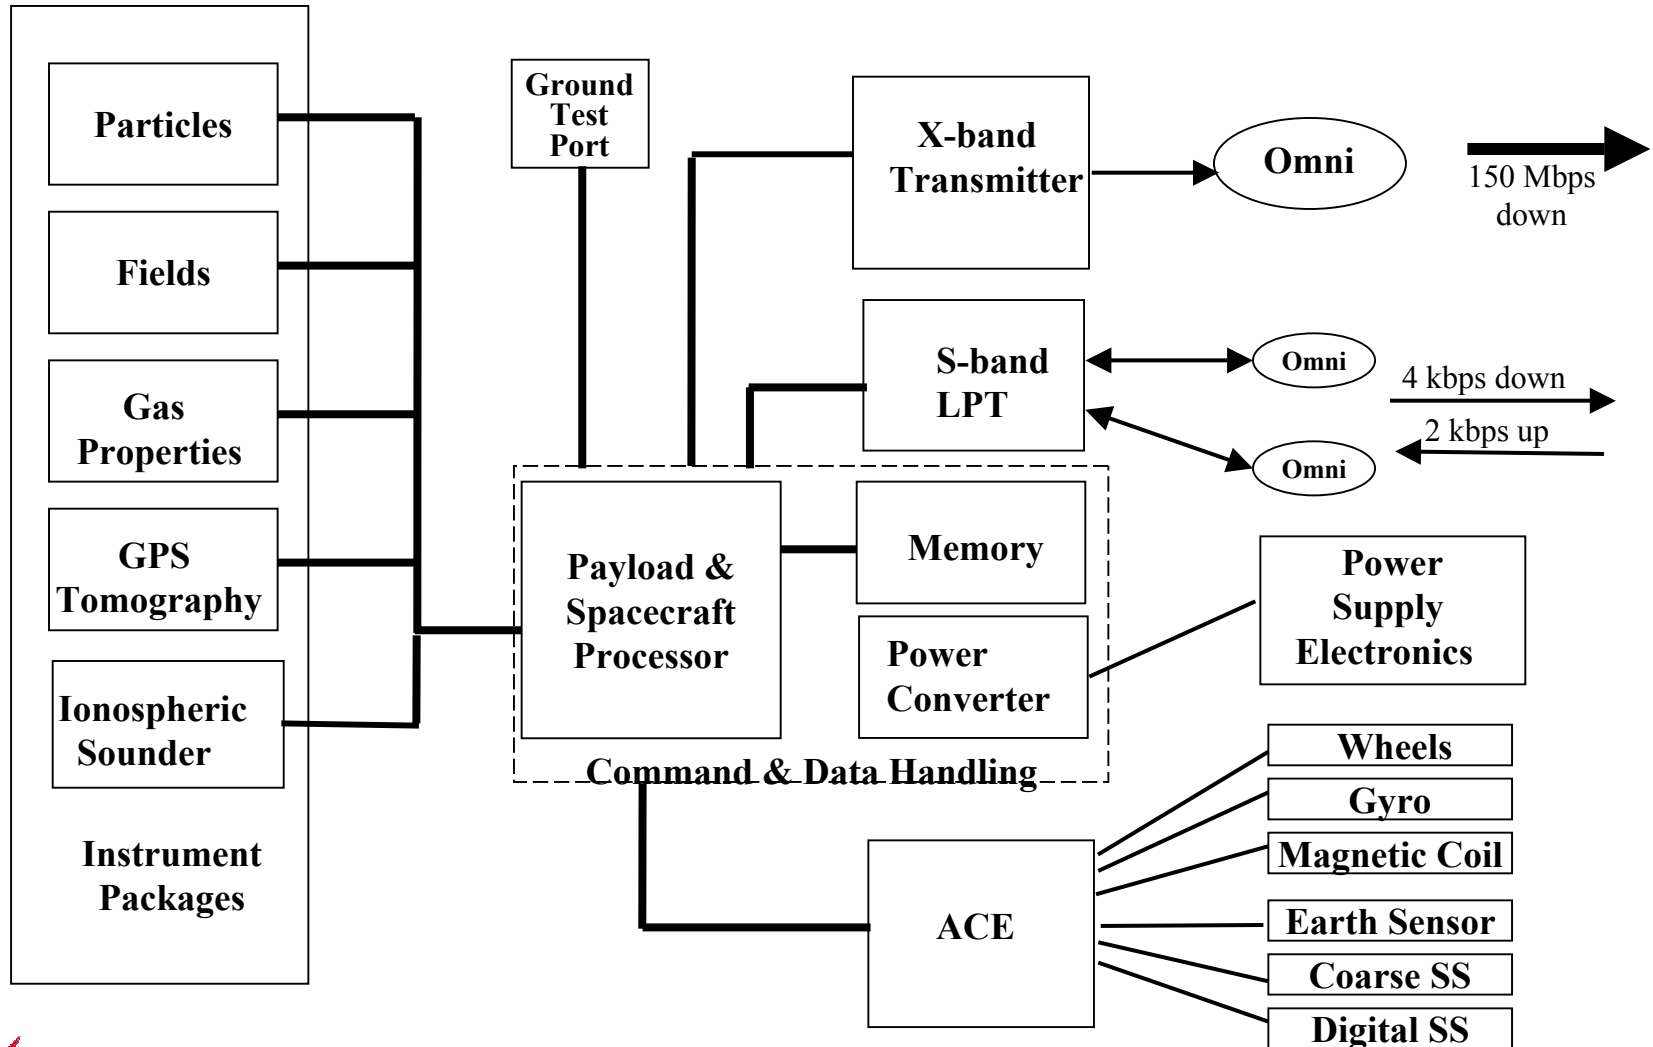 Particles
Fields
Gas
Properties
GPS
Tomography
Ionospheric
Sounder
Instrument
Packages
Ground
Test
Port
X-band
Transmitter
Omni
150 Mbps
down
S-band
LPT
Omni
Omni
4 kbps down
2 kbps up
Payload &
Spacecraft
Processor
Memory
Power
Converter
Command & Data Handling
Power
Supply
Electronics
ACE
Wheels
Gyro
Magnetic Coil
Earth Sensor
Coarse SS
Digital SS